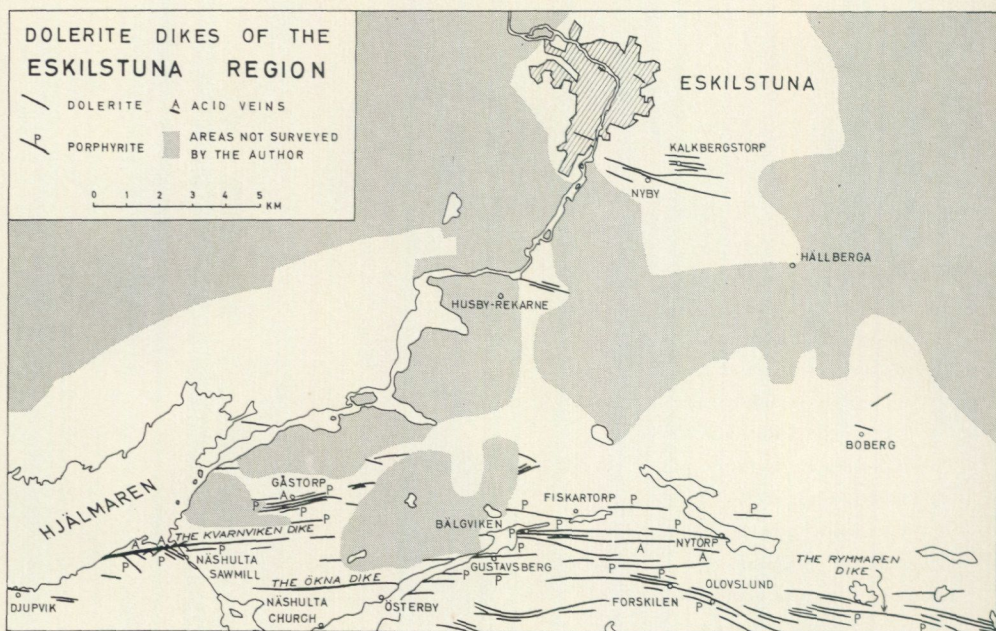 DOLERITE DIKES OF THE
ESKILSTUNA REGION
DOLERITE
A ACID VEINS
P PORPHYRITE
AREAS NOT SURVEYED
BY THE AUTHOR
0 1 2 3 4 5
KM
ESKILSTUNA
KALKBERGSTORP
NYBY
HÄLLBERGA
HUSBY-REKARNE
BOBERG
HJÄLMAREN
GÅSTORP
A
P
P
P
P
THE KVARNVIKEN DIKE
A A
P P
P
NÄSHULTA
SAWMILL
DJUPVIK
THE ÖKNA DIKE
NÄSHULTA
CHURCH
ÖSTERBY
P
P
FISKARTORP
P
P
BÄLGVIKEN
P
P
P
NYTORP
P
A
A
GUSTAVSBERG
P
P
P
P
OLOVSLUND
FORSKILEN
P
P
THE RYMMAREN
DIKE
P
P
P